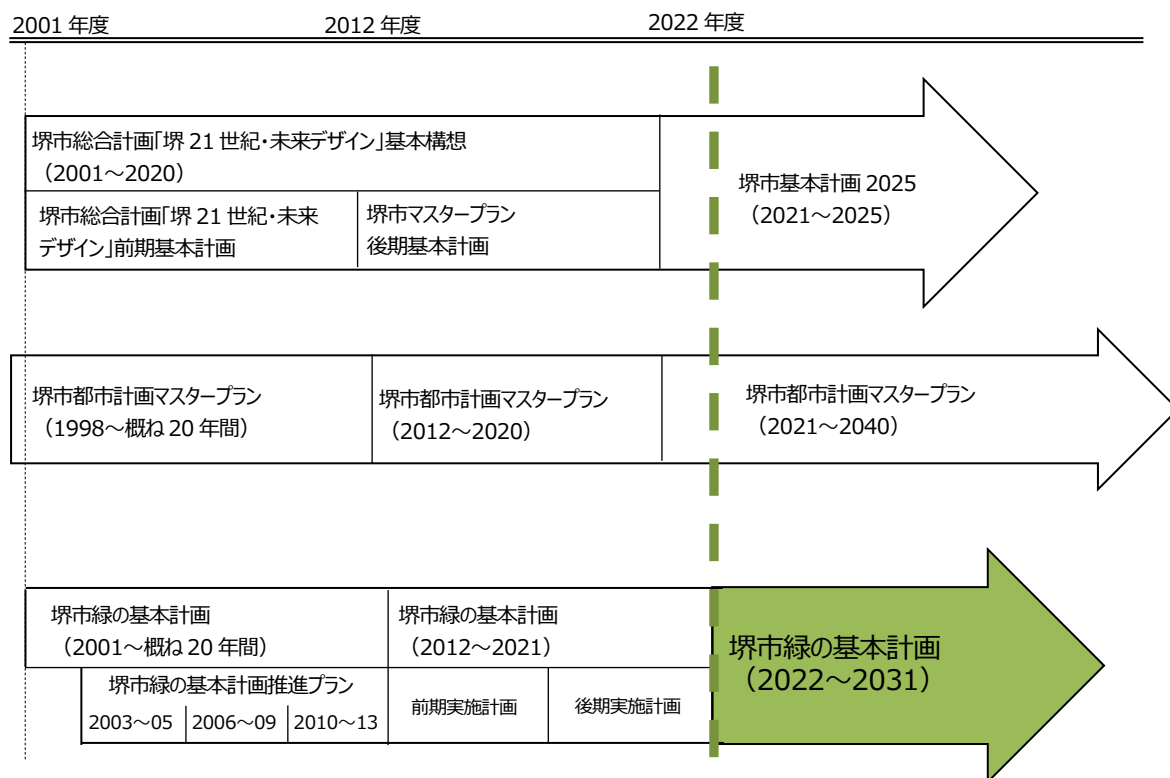 2001 年度
2012 年度
2022 年度
堺市総合計画「堺 21 世紀・未来デザイン」基本構想
（2001～2020）
堺市総合計画「堺 21 世紀・未来
デザイン」前期基本計画
堺市マスタープラン
後期基本計画
堺市基本計画 2025
（2021～2025）
堺市都市計画マスタープラン
（1998～概ね 20 年間）
堺市都市計画マスタープラン
（2012～2020）
堺市都市計画マスタープラン
（2021～2040）
堺市緑の基本計画
（2001～概ね 20 年間）
堺市緑の基本計画
（2012～2021）
堺市緑の基本計画
（2022～2031）
堺市緑の基本計画推進プラン
2003～05
2006～09
2010～13
前期実施計画
後期実施計画